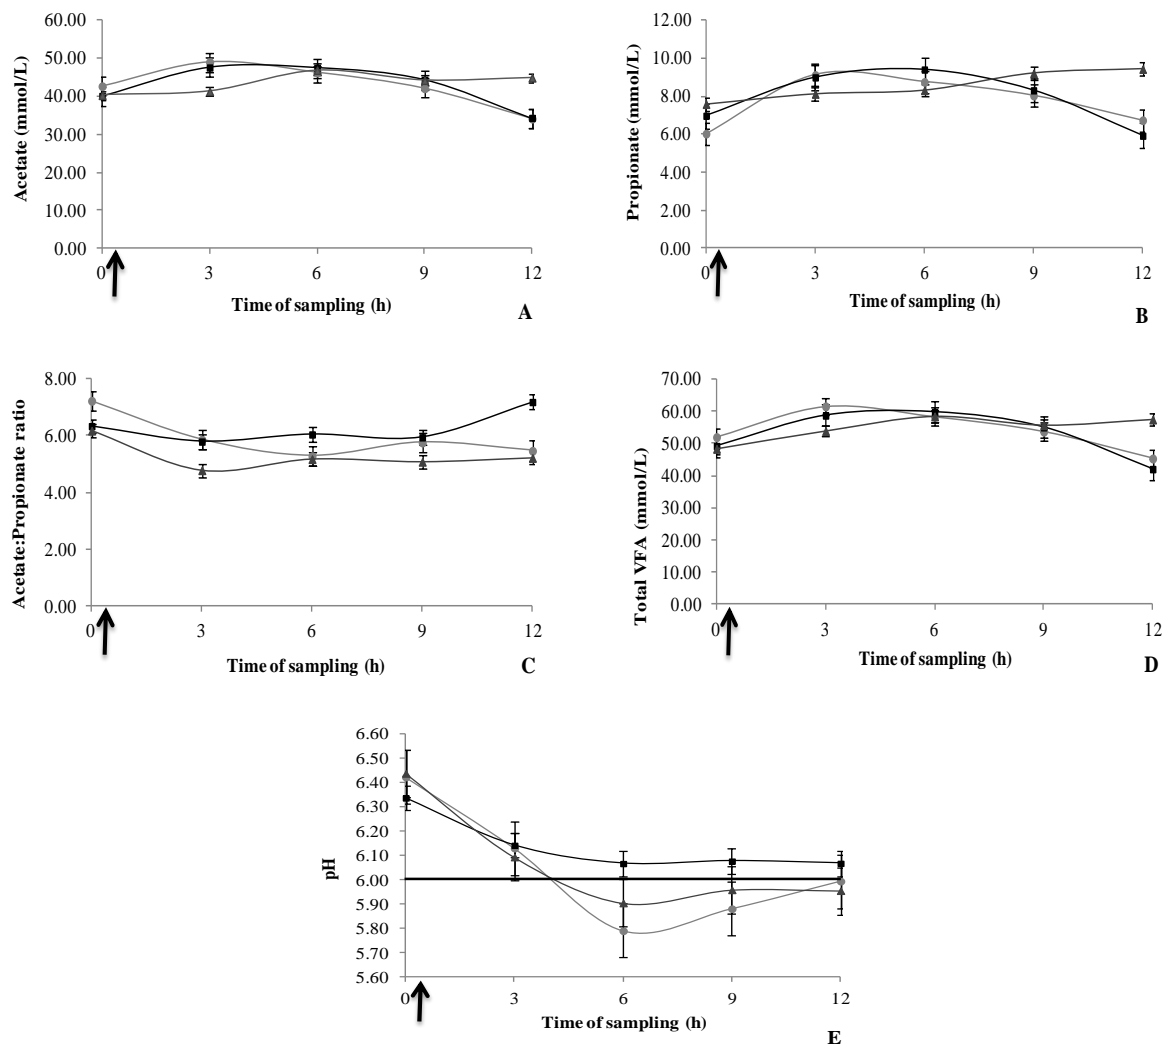 60.00
50.00
40.00
30.00
20.00
10.00
0.00
Acetate (mmol/L)
0 3 6 9 12
Time of sampling (h)
A
12.00
10.00
8.00
6.00
4.00
2.00
0.00
Propionate (mmol/L)
0 3 6 9 12
Time of sampling (h)
B
8.00
6.00
4.00
2.00
0.00
Acetate:Propionate ratio
0 3 6 9 12
Time of sampling (h)
C
70.00
60.00
50.00
40.00
30.00
20.00
10.00
0.00
Total VFA (mmol/L)
0 3 6 9 12
Time of sampling (h)
D
6.60
6.50
6.40
6.30
6.20
6.10
6.00
5.90
5.80
5.70
5.60
pH
0 3 6 9 12
Time of sampling (h)
E